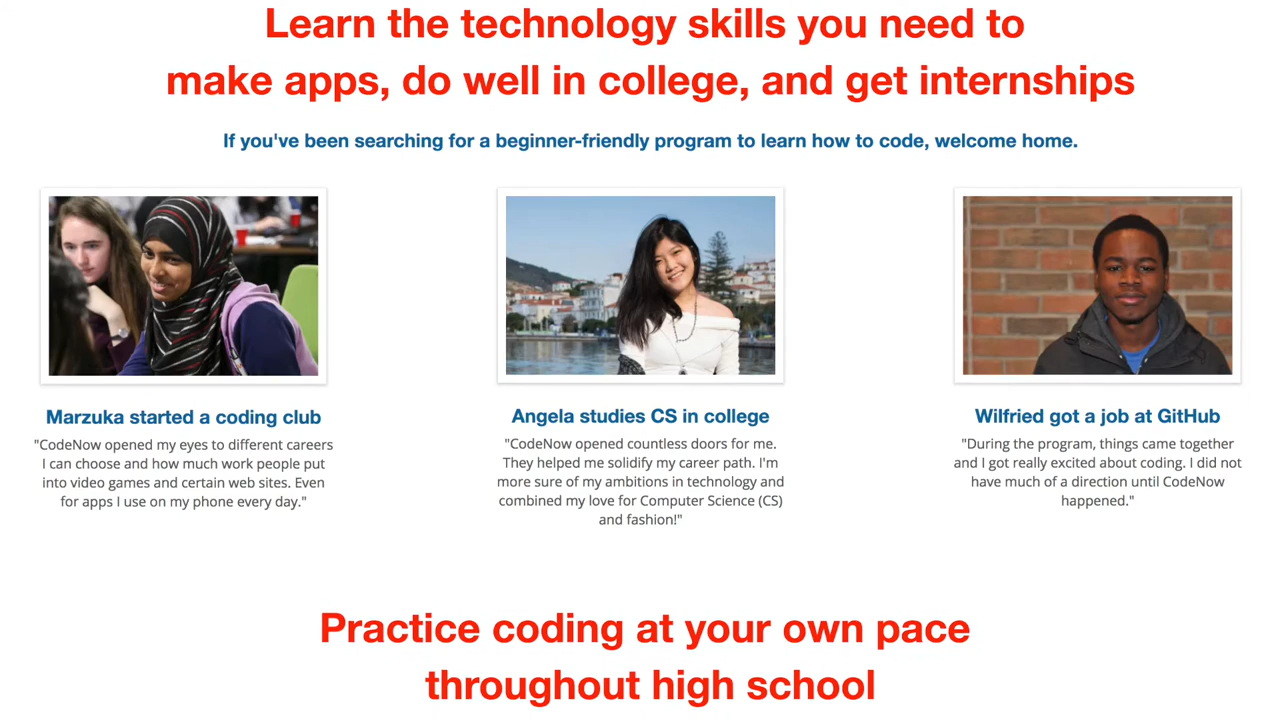 Learn the technology skills you need to
make apps, do well in college, and get internships
If you've been searching for a beginner-friendly program to learn how to code, welcome home.
Marzuka started a coding club
"CodeNow opened my eyes to different careers
I can choose and how much work people put
into video games and certain web sites. Even
for apps I use on my phone every day."
Angela studies CS in college
"CodeNow opened countless doors for me.
They helped me solidify my career path. I'm
more sure of my ambitions in technology and
combined my love for Computer Science (CS)
and fashion!"
Wilfried got a job at GitHub
"During the program, things came together
and I got really excited about coding. I did not
have much of a direction until CodeNow
happened."
Practice coding at your own pace
throughout high school